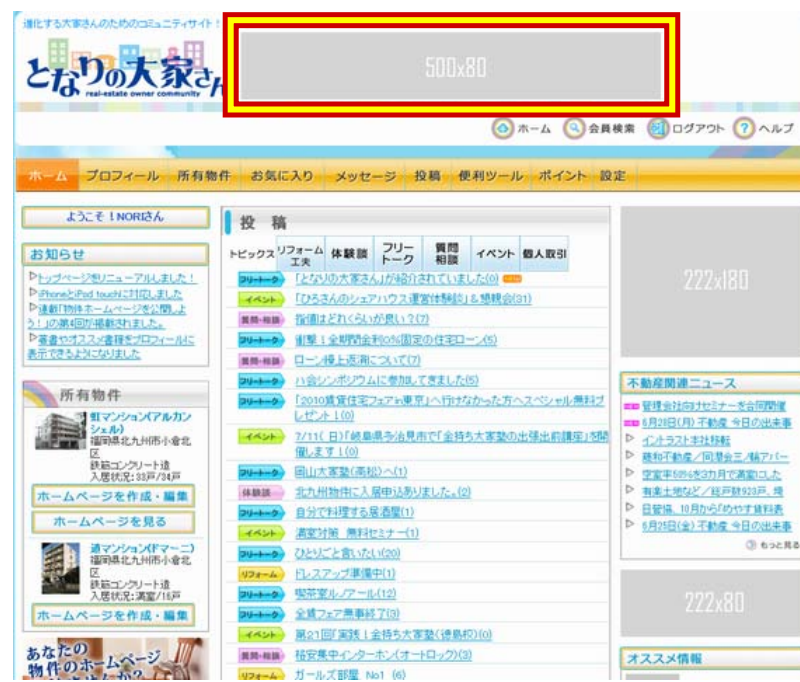 進化する大家さんのためのコミュニティサイト！
となりの大家さん
real-estate owner community
500x80
ホーム 会員検索 ログアウト ヘルプ
ホーム プロフィール 所有物件 お気に入り メッセージ 投稿 便利ツール ポイント 設定
ようこそ！NORIさん
お知らせ
トップページをリニューアルしました！
iPhoneとiPod touchに対応しました
連載「物件ホームページを公開しよ
う！」の第4回が掲載されました。
著書やオススメ書籍をプロフィールに
表示できるようになりました
所有物件
虹マンション(アルカン
シェル)
福岡県北九州市小倉北
区
鉄筋コンクリート造
入居状況:33戸/34戸
ホームページを作成・編集
ホームページを見る
道マンション(ドマーニ)
福岡県北九州市小倉北
区
鉄筋コンクリート造
入居状況:満室/16戸
ホームページを作成・編集
あなたの
物件のホームページ
投稿
トピックス リフォーム工夫 体験談 フリートーク 質問相談 イベント 個人取引
フリートーク 「となりの大家さん」が紹介されていました(0)
イベント 「ひろさんのシェアハウス運営体験談」＆懇親会(31)
質問・相談 指値はどれくらいが良い？(7)
フリートーク 衝撃！全期間金利0%固定の住宅ローン(5)
質問・相談 ローン繰上返済について(7)
フリートーク 八会シンポジウムに参加してきました(5)
フリートーク 「2010賃貸住宅フェアin東京」へ行けなかった方へスペシャル無料プ
レゼント！(0)
イベント 7/11(日)「岐阜県多治見市で「金持ち大家塾の出張出前講座」を開
催します！(0)
フリートーク 岡山大家塾(高松)へ(1)
体験談 北九州物件に入居申込ありました。(2)
フリートーク 自分で料理する居酒屋(1)
イベント 満室対策 無料セミナー(1)
フリートーク ひとりごと言いたい(20)
リフォーム ドレスアップ準備中(1)
フリートーク 喫茶室ルノアール(12)
フリートーク 全賃フェア無事終了(3)
イベント 第21回「実践！金持ち大家塾(徳島校)(0)
質問・相談 格安集中インターホン(オートロック)(3)
リフォーム ガールズ部屋 No1 (6)
222x180
不動産関連ニュース
管理会社向けセミナーを合同開催
6月28日(月) 不動産 今日の出来事
イントラスト本社移転
空室率50%を3カ月で満室にした
有楽土地など／総戸数923戸、埼
日管協、10月から「めやす賃料表
6月25日(金) 不動産 今日の出来事
もっと見る
222x80
オススメ情報